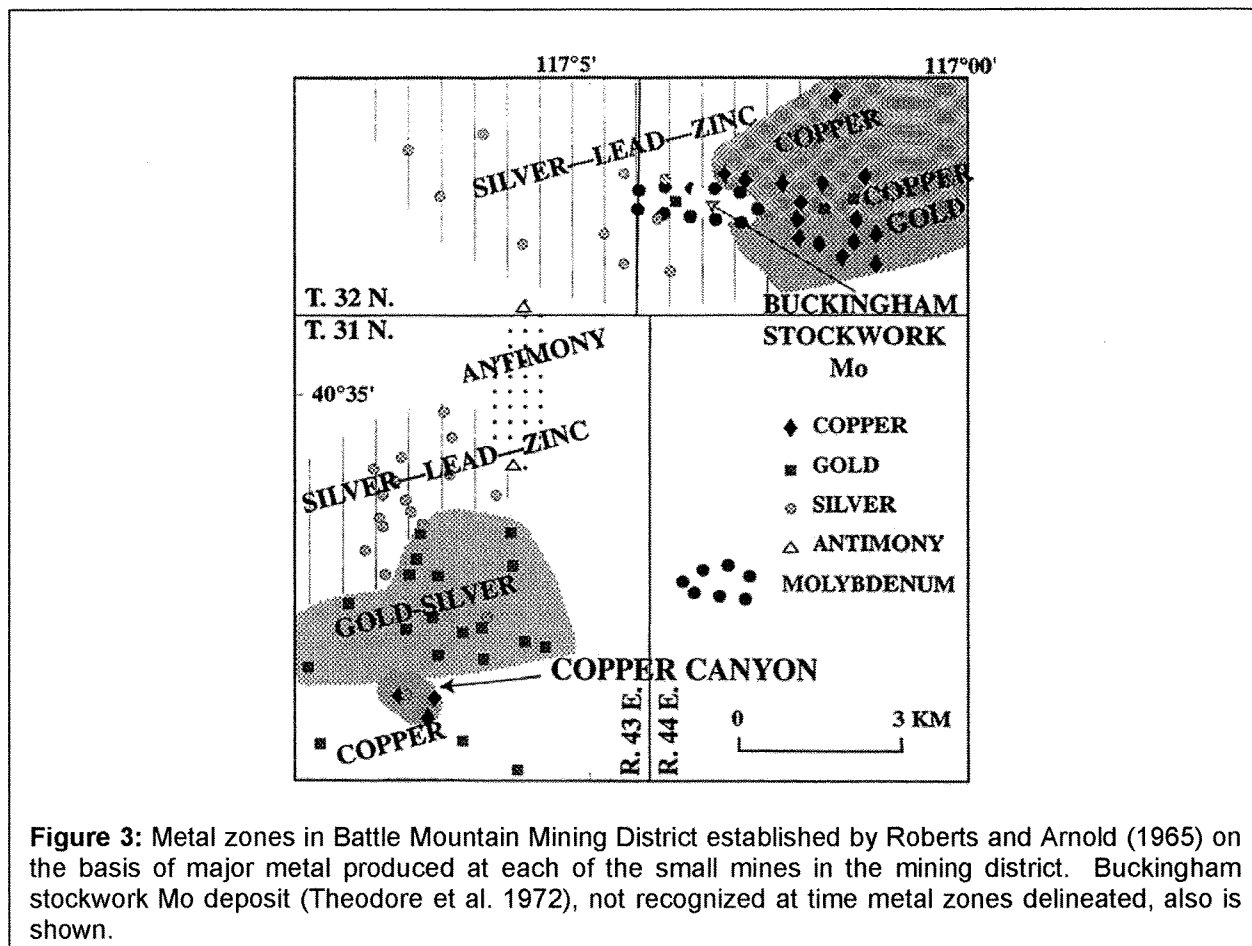 117°5'
117°00'
COPPER
SILVER—LEAD—ZINC
COPPER
GOLD
T. 32 N.
BUCKINGHAM
STOCKWORK
Mo
T. 31 N.
ANTIMONY
40°35'
COPPER
GOLD
SILVER
ANTIMONY
MOLYBDENUM
SILVER—LEAD—ZINC
GOLD-SILVER
COPPER CANYON
COPPER
R. 43 E.
R. 44 E.
0
3 KM
Figure 3: Metal zones in Battle Mountain Mining District established by Roberts and Arnold (1965) on
the basis of major metal produced at each of the small mines in the mining district. Buckingham
stockwork Mo deposit (Theodore et al. 1972), not recognized at time metal zones delineated, also is
shown.